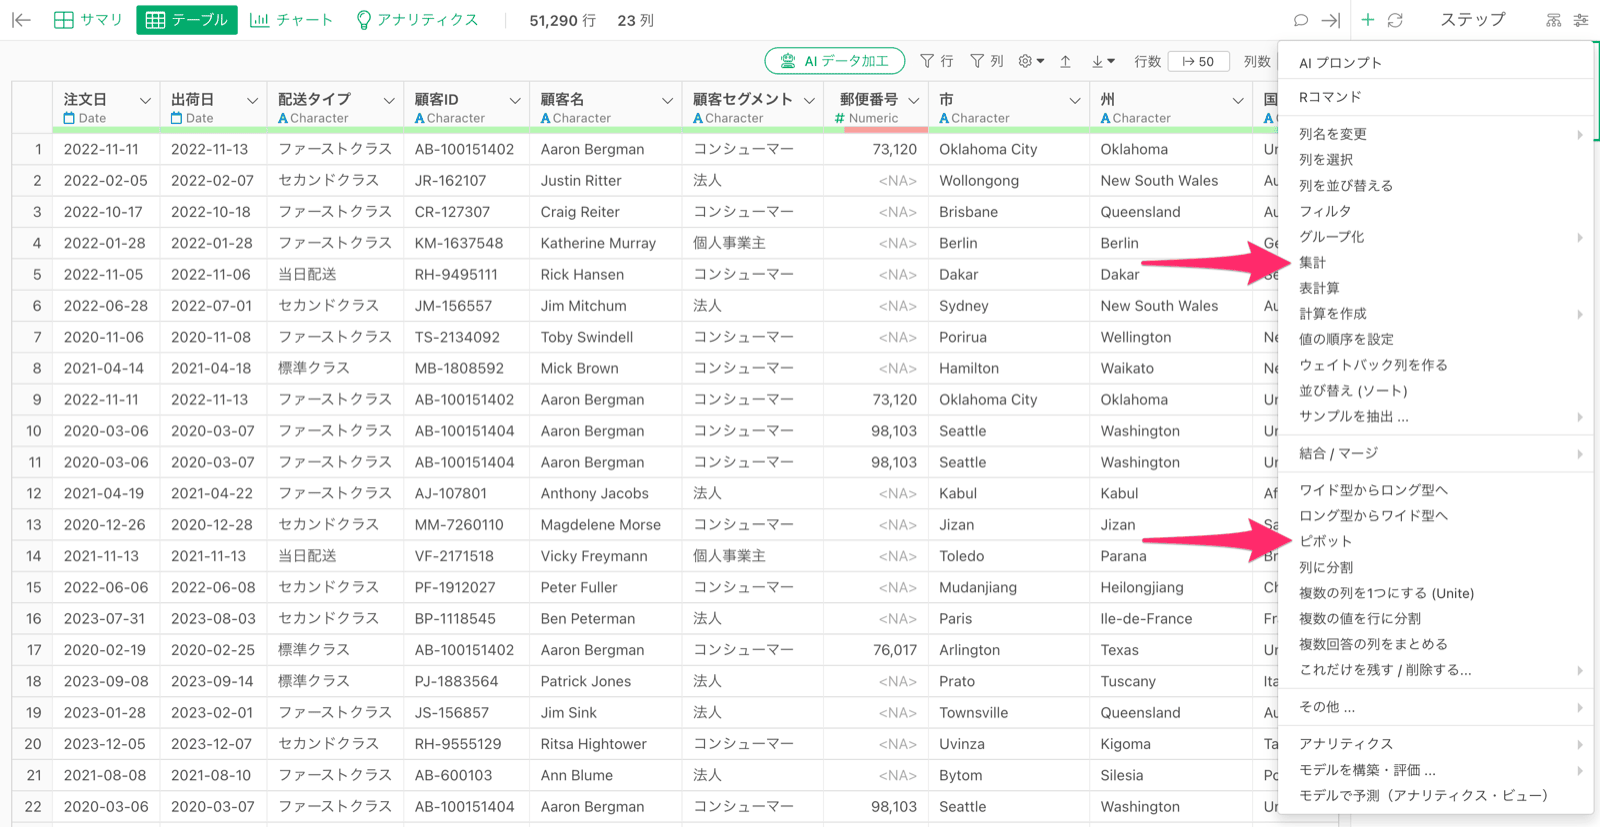 サマリ テーブル チャート アナリティクス 51,290 行 23 列 ステップ
AI データ加工 行 列 行数 50 列数
注文日 出荷日 配送タイプ 顧客ID 顧客名 顧客セグメント 郵便番号 市 州 国
Date Date Character Character Character Character Numeric Character Character
1 2022-11-11 2022-11-13 ファーストクラス AB-100151402 Aaron Bergman コンシューマー 73,120 Oklahoma City Oklahoma Un
2 2022-02-05 2022-02-07 セカンドクラス JR-162107 Justin Ritter 法人 <NA> Wollongong New South Wales Au
3 2022-10-17 2022-10-18 ファーストクラス CR-127307 Craig Reiter コンシューマー <NA> Brisbane Queensland Au
4 2022-01-28 2022-01-28 ファーストクラス KM-1637548 Katherine Murray 個人事業主 <NA> Berlin Berlin Ge
5 2022-11-05 2022-11-06 当日配送 RH-9495111 Rick Hansen コンシューマー <NA> Dakar Dakar Se
6 2022-06-28 2022-07-01 セカンドクラス JM-156557 Jim Mitchum 法人 <NA> Sydney New South Wales Au
7 2020-11-06 2020-11-08 ファーストクラス TS-2134092 Toby Swindell コンシューマー <NA> Porirua Wellington Ne
8 2021-04-14 2021-04-18 標準クラス MB-1808592 Mick Brown コンシューマー <NA> Hamilton Waikato Ne
9 2022-11-11 2022-11-13 ファーストクラス AB-100151402 Aaron Bergman コンシューマー 73,120 Oklahoma City Oklahoma Un
10 2020-03-06 2020-03-07 ファーストクラス AB-100151404 Aaron Bergman コンシューマー 98,103 Seattle Washington Un
11 2020-03-06 2020-03-07 ファーストクラス AB-100151404 Aaron Bergman コンシューマー 98,103 Seattle Washington Un
12 2021-04-19 2021-04-22 ファーストクラス AJ-107801 Anthony Jacobs 法人 <NA> Kabul Kabul Af
13 2020-12-26 2020-12-28 セカンドクラス MM-7260110 Magdelene Morse コンシューマー <NA> Jizan Jizan Sa
14 2021-11-13 2021-11-13 当日配送 VF-2171518 Vicky Freymann 個人事業主 <NA> Toledo Parana Br
15 2022-06-06 2022-06-08 セカンドクラス PF-1912027 Peter Fuller コンシューマー <NA> Mudanjiang Heilongjiang Ch
16 2023-07-31 2023-08-03 セカンドクラス BP-1118545 Ben Peterman 法人 <NA> Paris Ile-de-France Fr
17 2020-02-19 2020-02-25 標準クラス AB-100151402 Aaron Bergman コンシューマー 76,017 Arlington Texas Un
18 2023-09-08 2023-09-14 標準クラス PJ-1883564 Patrick Jones 法人 <NA> Prato Tuscany Ita
19 2023-01-28 2023-02-01 ファーストクラス JS-156857 Jim Sink 法人 <NA> Townsville Queensland Au
20 2023-12-05 2023-12-07 セカンドクラス RH-9555129 Ritsa Hightower コンシューマー <NA> Uvinza Kigoma Ta
21 2021-08-08 2021-08-10 ファーストクラス AB-600103 Ann Blume 法人 <NA> Bytom Silesia Po
22 2020-03-06 2020-03-07 ファーストクラス AB-100151404 Aaron Bergman コンシューマー 98,103 Seattle Washington Un
AI プロンプト
Rコマンド
列名を変更
列を選択
列を並び替える
フィルタ
グループ化
集計
表計算
計算を作成
値の順序を設定
ウェイトバック列を作る
並び替え (ソート)
サンプルを抽出 ...
結合 / マージ
ワイド型からロング型へ
ロング型からワイド型へ
ピボット
列に分割
複数の列を1つにする (Unite)
複数の値を行に分割
複数回答の列をまとめる
これだけを残す / 削除する...
その他 ...
アナリティクス
モデルを構築・評価 ...
モデルで予測（アナリティクス・ビュー）